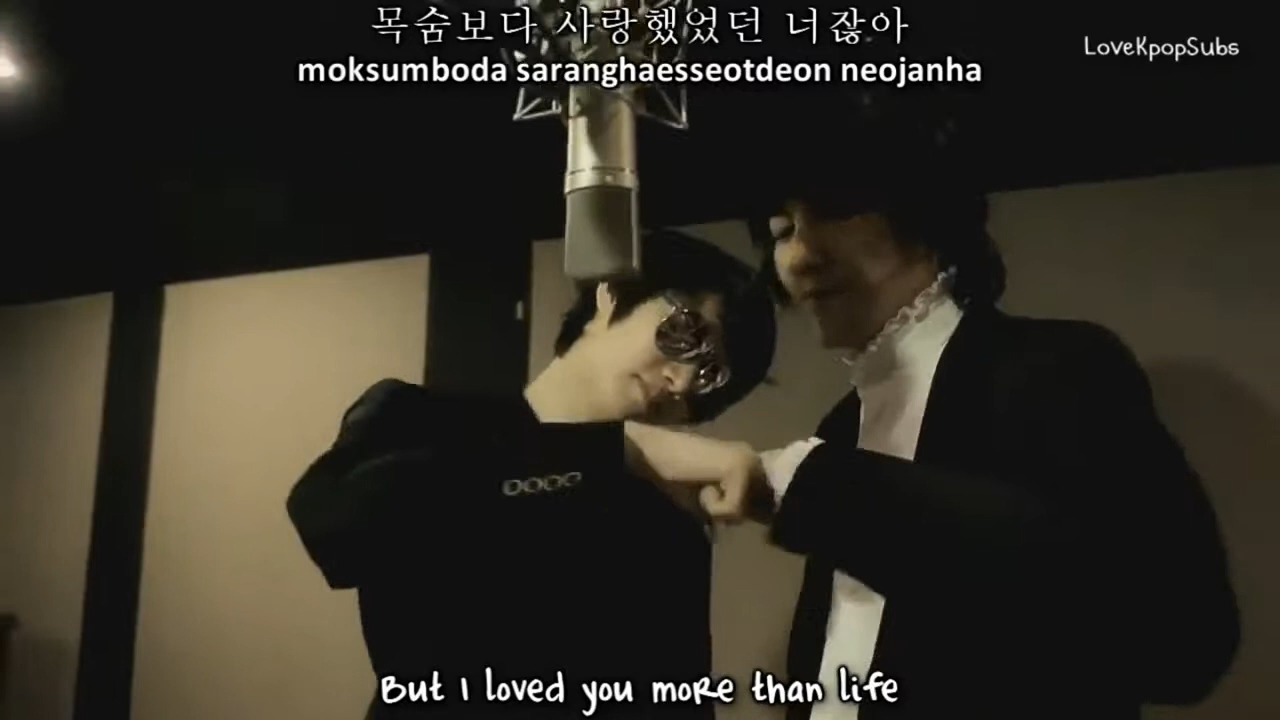 목숨보다 사랑했었던 너잖아
LoveKpopSubs
moksumboda saranghaesseotdeon neojanha
But I loved you more than life